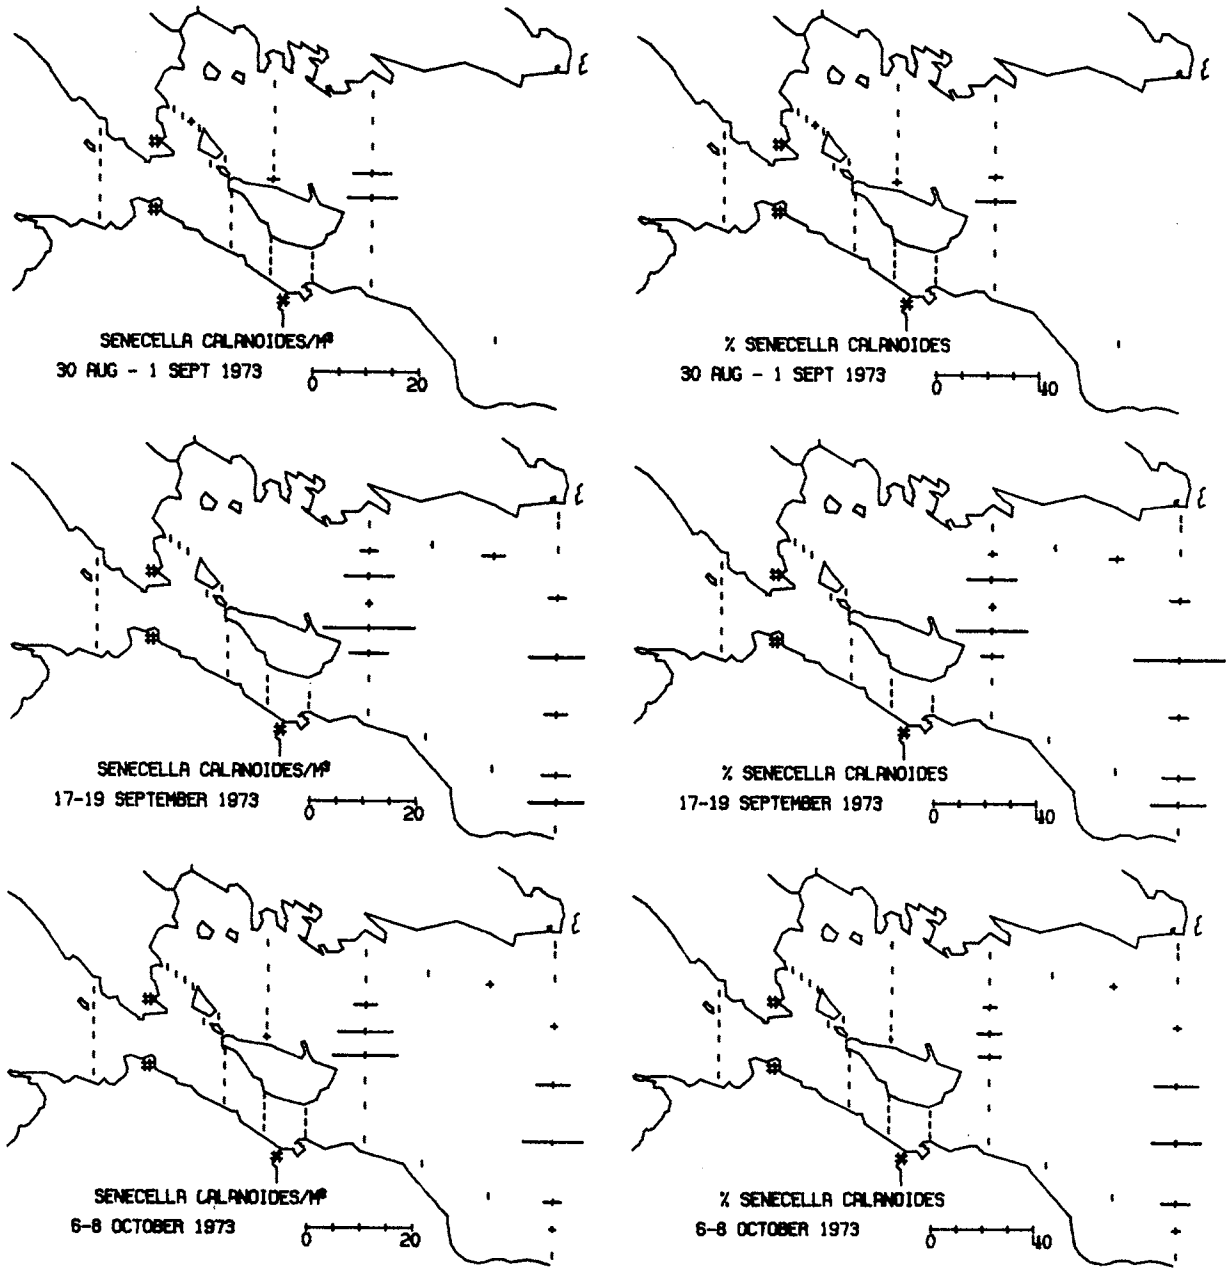 SENECELLA CALANOIDES/M³
30 AUG - 1 SEPT 1973
0 20
% SENECELLA CALANOIDES
30 AUG - 1 SEPT 1973
0 40
SENECELLA CALANOIDES/M³
17-19 SEPTEMBER 1973
0 20
% SENECELLA CALANOIDES
17-19 SEPTEMBER 1973
0 40
SENECELLA CALANOIDES/M³
6-8 OCTOBER 1973
0 20
% SENECELLA CALANOIDES
6-8 OCTOBER 1973
0 40